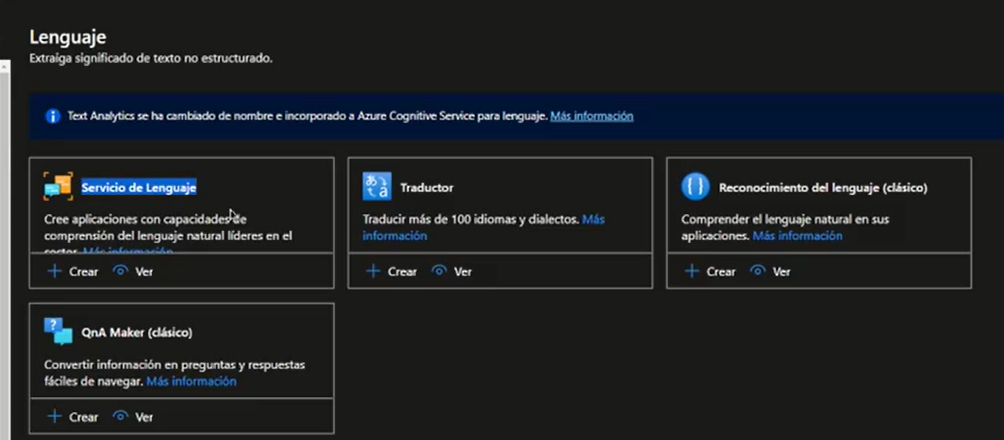 Lenguaje
Extraiga significado de texto no estructurado.
Text Analytics se ha cambiado de nombre e incorporado a Azure Cognitive Service para lenguaje. Más información
Servicio de Lenguaje
Cree aplicaciones con capacidades de
comprensión del lenguaje natural líderes en el
sector. Más información
Crear Ver
Traductor
Traducir más de 100 idiomas y dialectos. Más
información
Crear Ver
Reconocimiento del lenguaje (clásico)
Comprender el lenguaje natural en sus
aplicaciones. Más información
Crear Ver
QnA Maker (clásico)
Convertir información en preguntas y respuestas
fáciles de navegar. Más información
Crear Ver